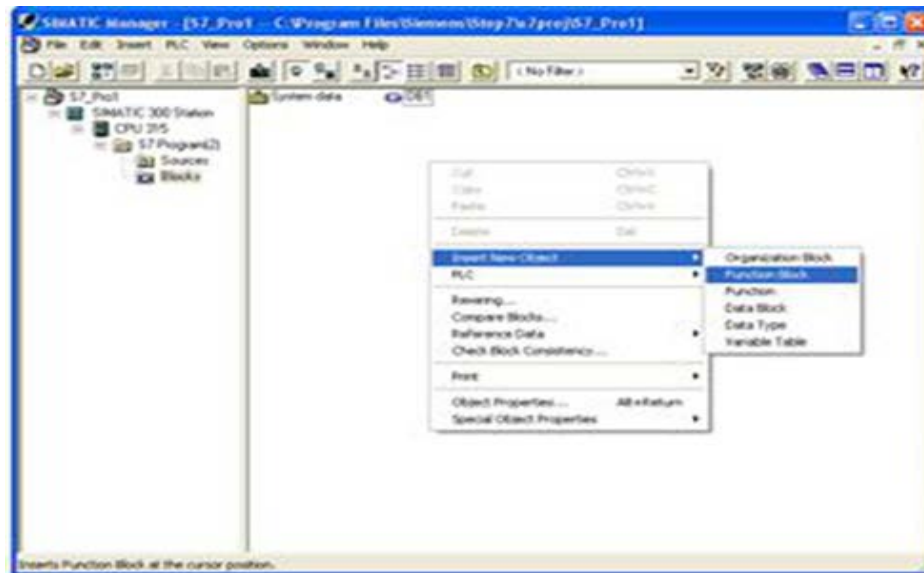 SIMATIC Manager - [S7_Pro1 -- C:\Program Files\Siemens\Step7\s7proj\S7_Pro1]
File Edit Insert PLC View Options Window Help
< No Filter >
S7_Pro1
SIMATIC 300 Station
CPU 315
S7 Program(2)
Sources
Blocks
System data OB1
Cut Ctrl+X
Copy Ctrl+C
Paste Ctrl+V
Delete Del
Insert New Object
PLC
Rewiring...
Compare Blocks...
Reference Data
Check Block Consistency...
Print
Object Properties... Alt+Return
Special Object Properties
Organization Block
Function Block
Function
Data Block
Data Type
Variable Table
Inserts Function Block at the cursor position.